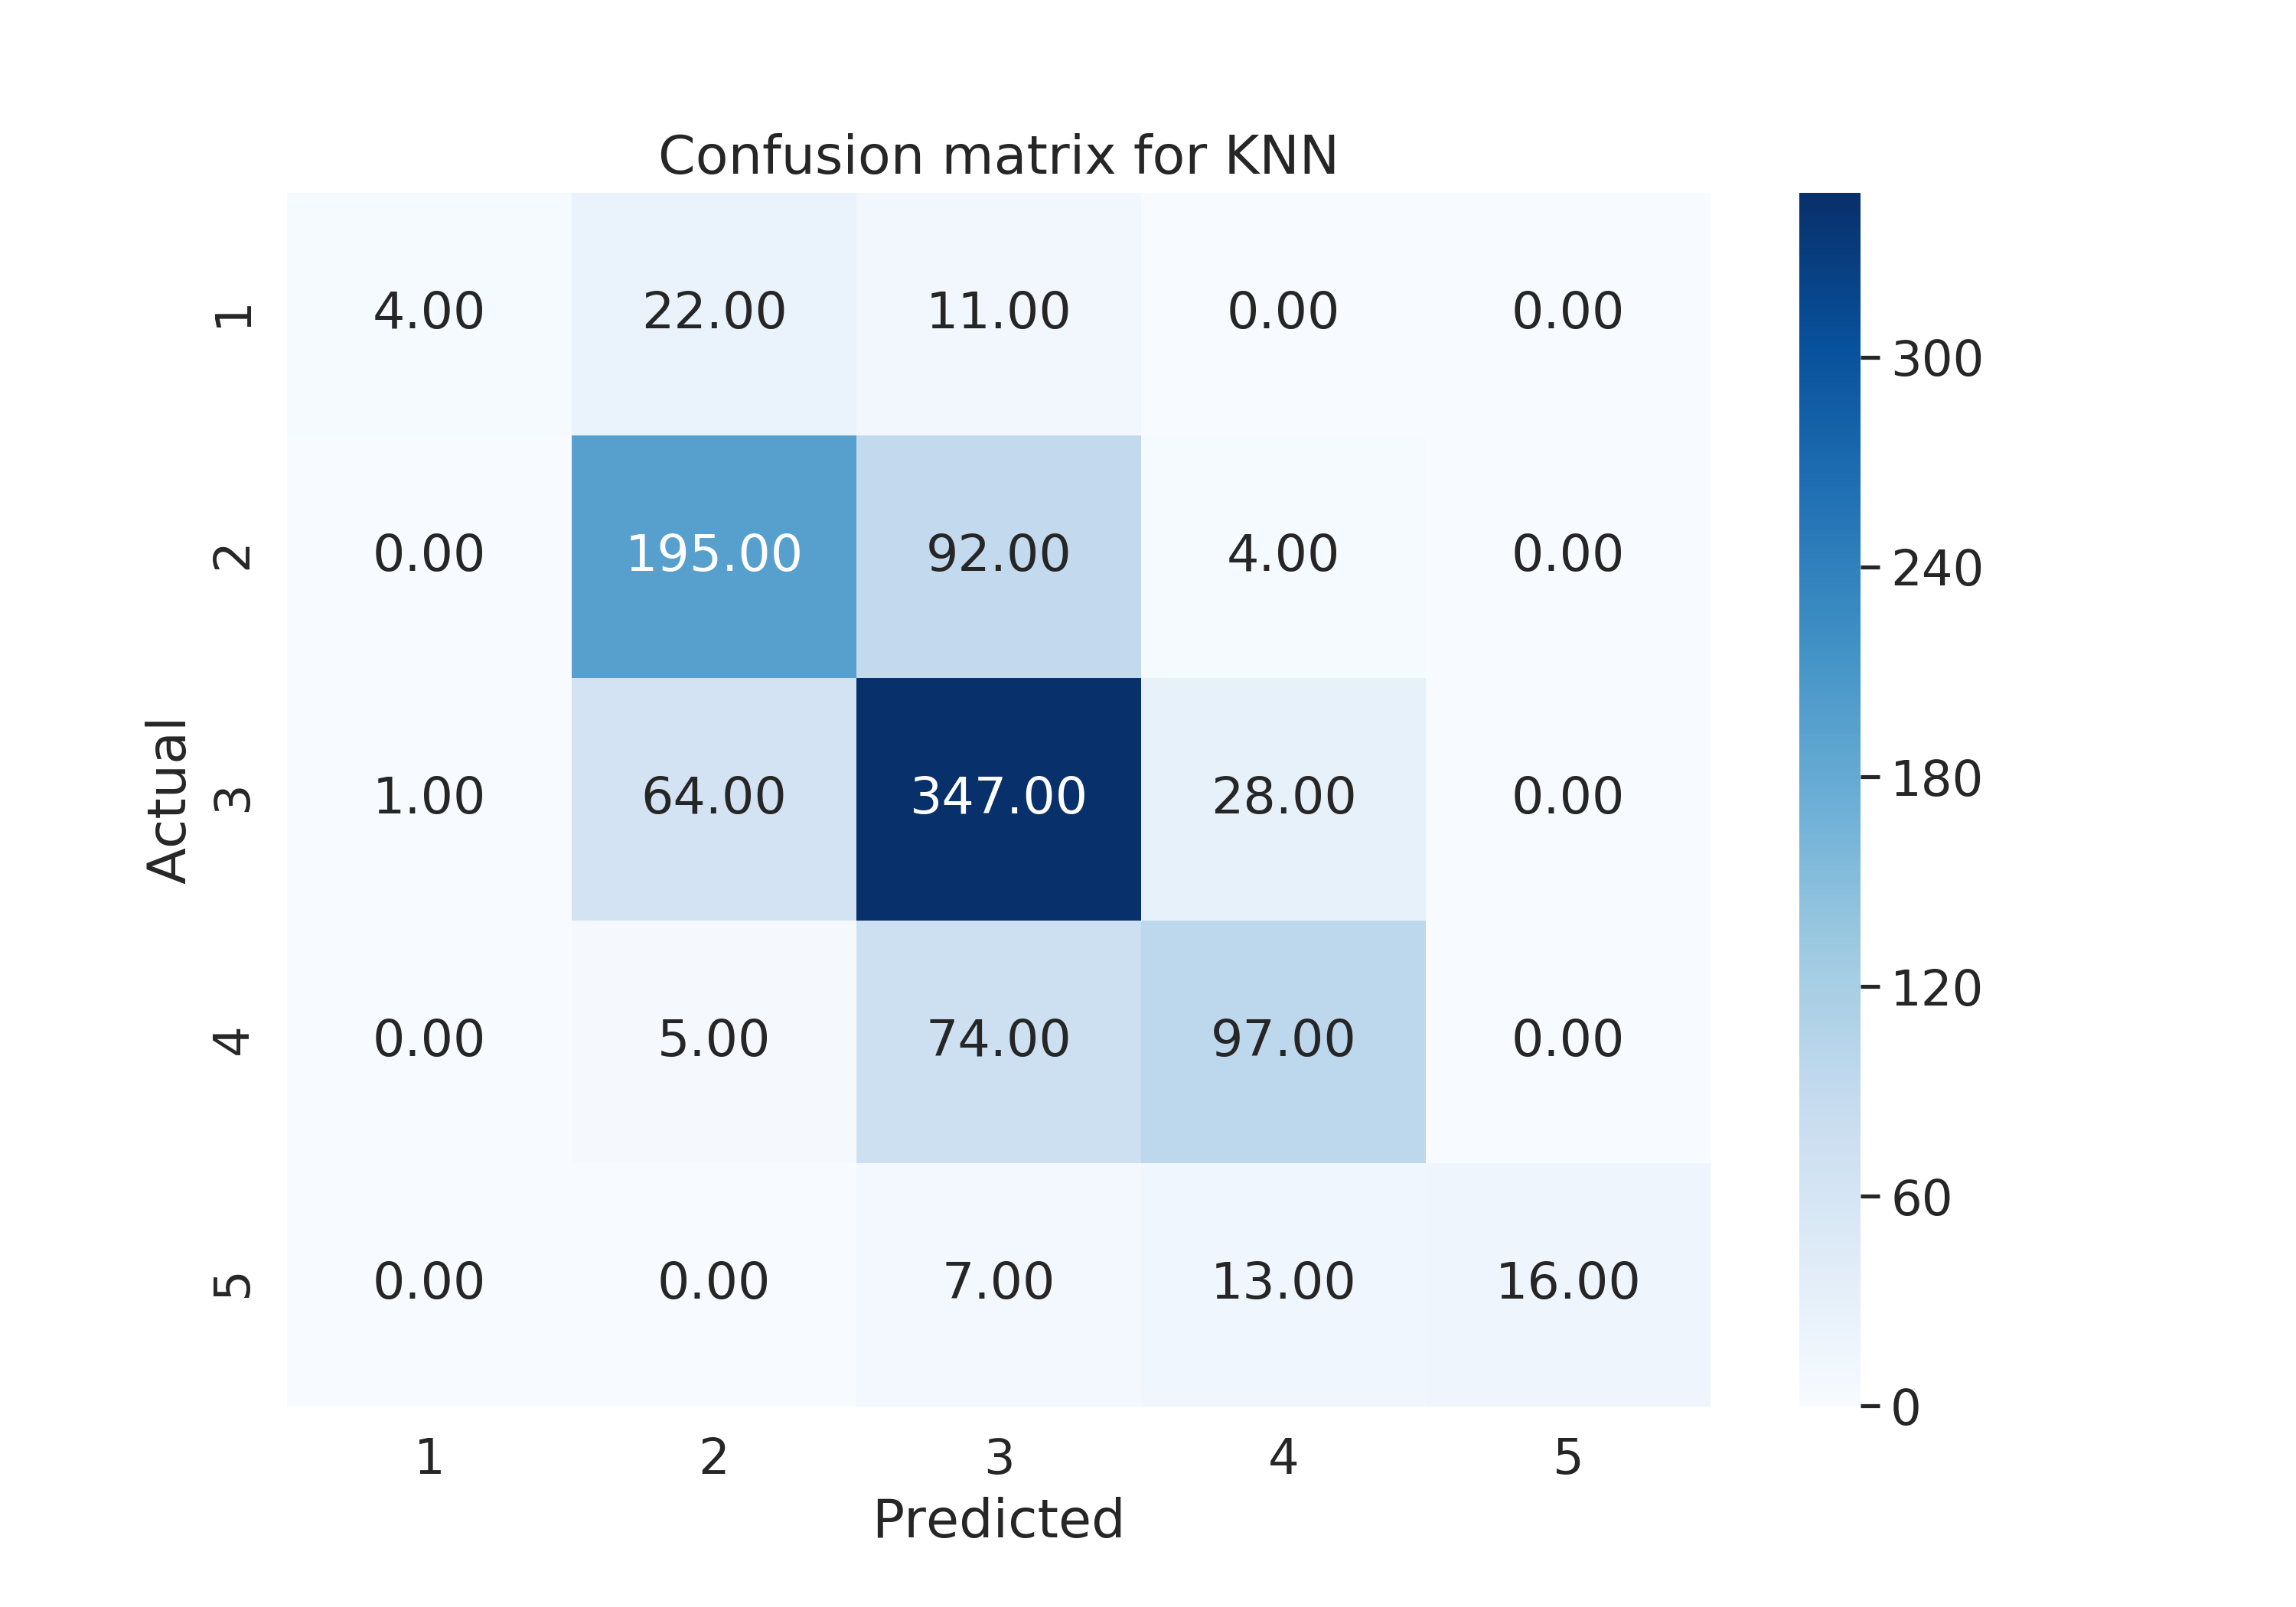 Confusion matrix for KNN
Actual
1 4.00 22.00 11.00 0.00 0.00
2 0.00 195.00 92.00 4.00 0.00
3 1.00 64.00 347.00 28.00 0.00
4 0.00 5.00 74.00 97.00 0.00
5 0.00 0.00 7.00 13.00 16.00
1 2 3 4 5
Predicted
300
240
180
120
60
0